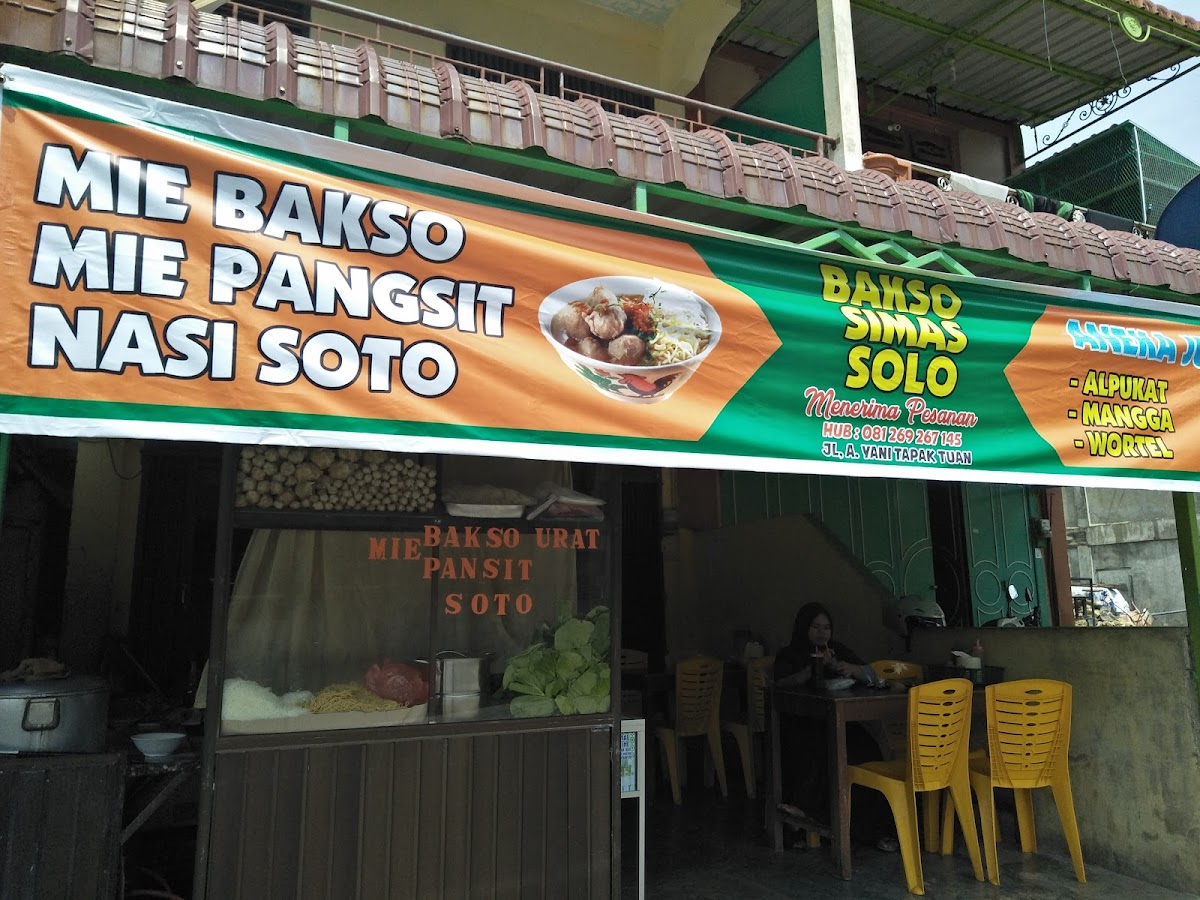 MIE BAKSO
MIE PANGSIT
NASI SOTO
BAKSO
SIMAS
SOLO
Menerima Pesanan
HUB : 081 269 267 145
JL, A. YANI TAPAK TUAN
ANEKA
- ALPUKAT
- MANGGA
- WORTEL
MIE BAKSO URAT
PANSIT
SOTO